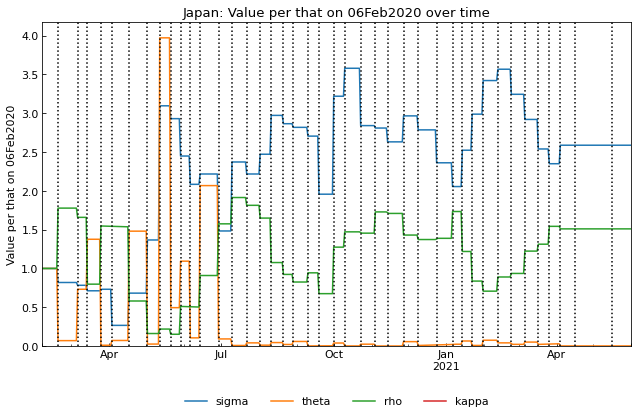 Japan: Value per that on 06Feb2020 over time
Value per that on 06Feb2020
4.0
3.5
3.0
2.5
2.0
1.5
1.0
0.5
0.0
Apr Jul Oct Jan Apr
2021
sigma theta rho kappa